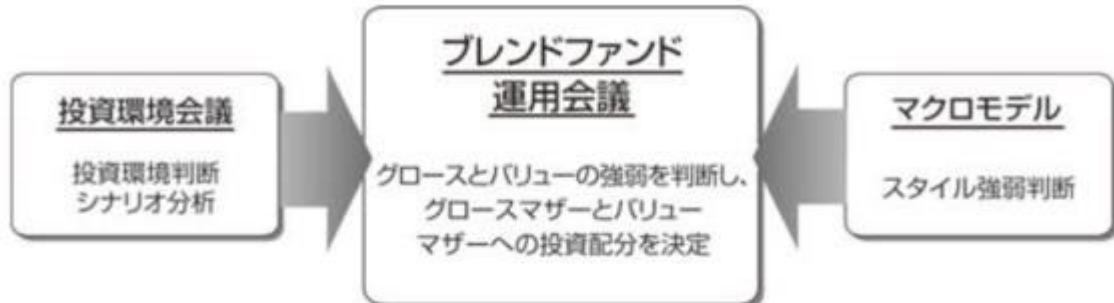 投資環境会議
投資環境判断
シナリオ分析
ブレンドファンド
運用会議
グロースとバリューの強弱を判断し、
グロースマザーとバリュー
マザーへの投資配分を決定
マクロモデル
スタイル強弱判断